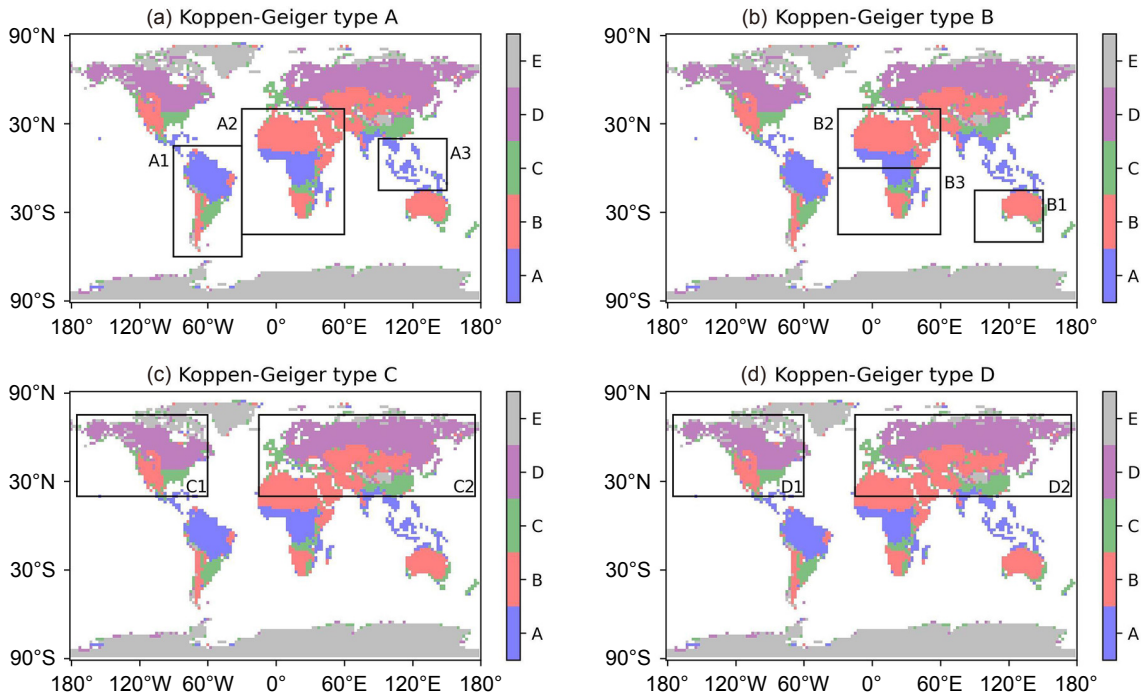 (a) Koppen-Geiger type A
90°N
30°N
30°S
90°S
180° 120°W 60°W 0° 60°E 120°E 180°
A1
A2
A3
E
D
C
B
A
(b) Koppen-Geiger type B
90°N
30°N
30°S
90°S
180° 120°W 60°W 0° 60°E 120°E 180°
B2
B3
B1
E
D
C
B
A
(c) Koppen-Geiger type C
90°N
30°N
30°S
90°S
180° 120°W 60°W 0° 60°E 120°E 180°
C1
C2
E
D
C
B
A
(d) Koppen-Geiger type D
90°N
30°N
30°S
90°S
180° 120°W 60°W 0° 60°E 120°E 180°
D1
D2
E
D
C
B
A